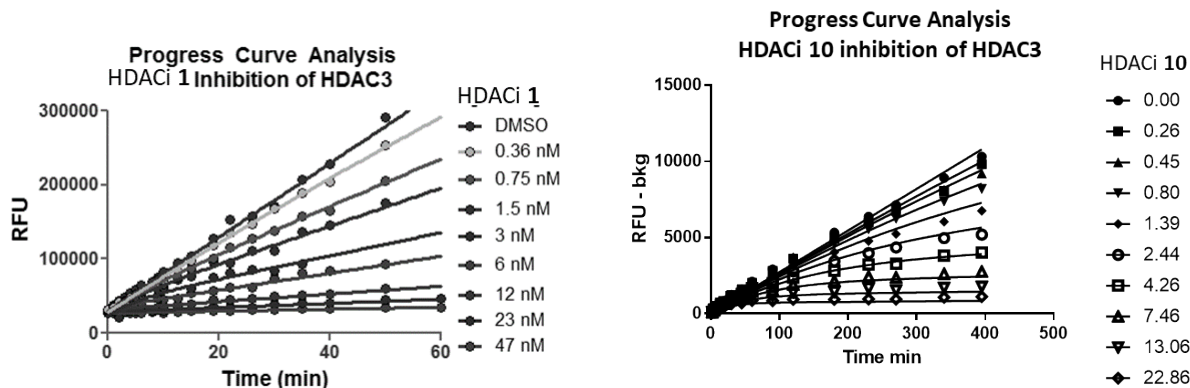 Progress Curve Analysis
HDACi 1 Inhibition of HDAC3
300000
200000
100000
0
RFU
0
20
40
60
Time (min)
HDACi 1
DMSO
0.36 nM
0.75 nM
1.5 nM
3 nM
6 nM
12 nM
23 nM
47 nM
Progress Curve Analysis
HDACi 10 inhibition of HDAC3
15000
10000
5000
0
RFU - bkg
0
100
200
300
400
500
Time min
HDACi 10
0.00
0.26
0.45
0.80
1.39
2.44
4.26
7.46
13.06
22.86